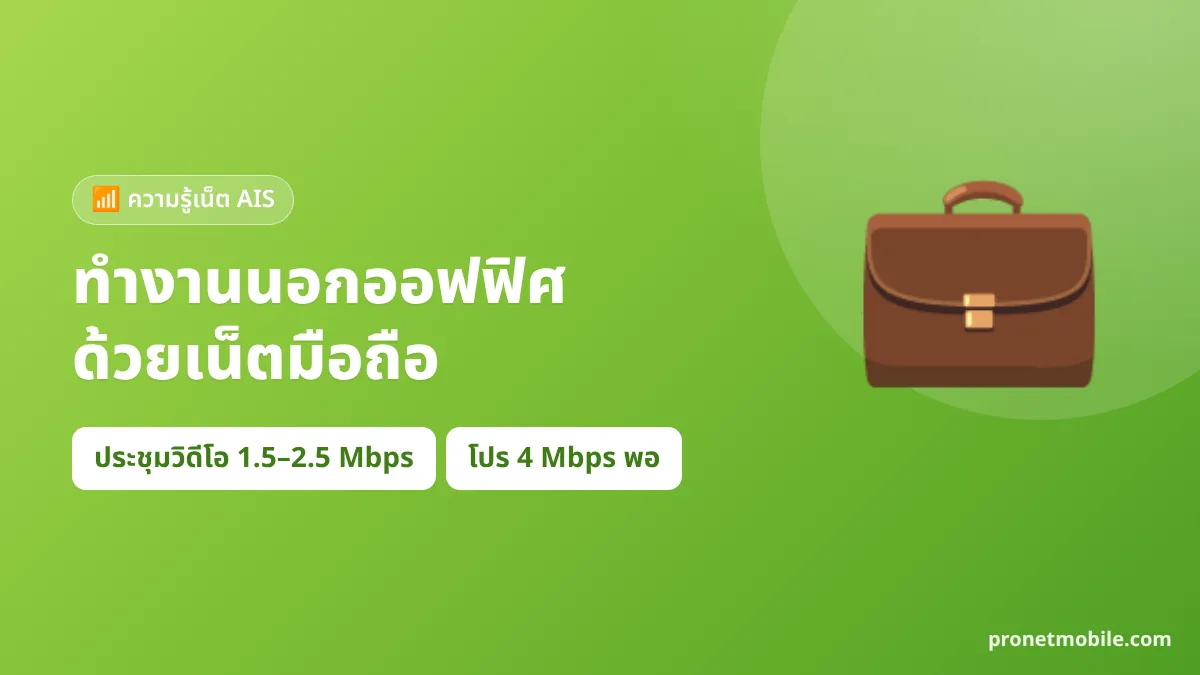 📶 ความรู้เน็ต AIS
ทำงานนอกออฟฟิศ
ด้วยเน็ตมือถือ
ประชุมวิดีโอ 1.5–2.5 Mbps
โปร 4 Mbps พอ
pronetmobile.com